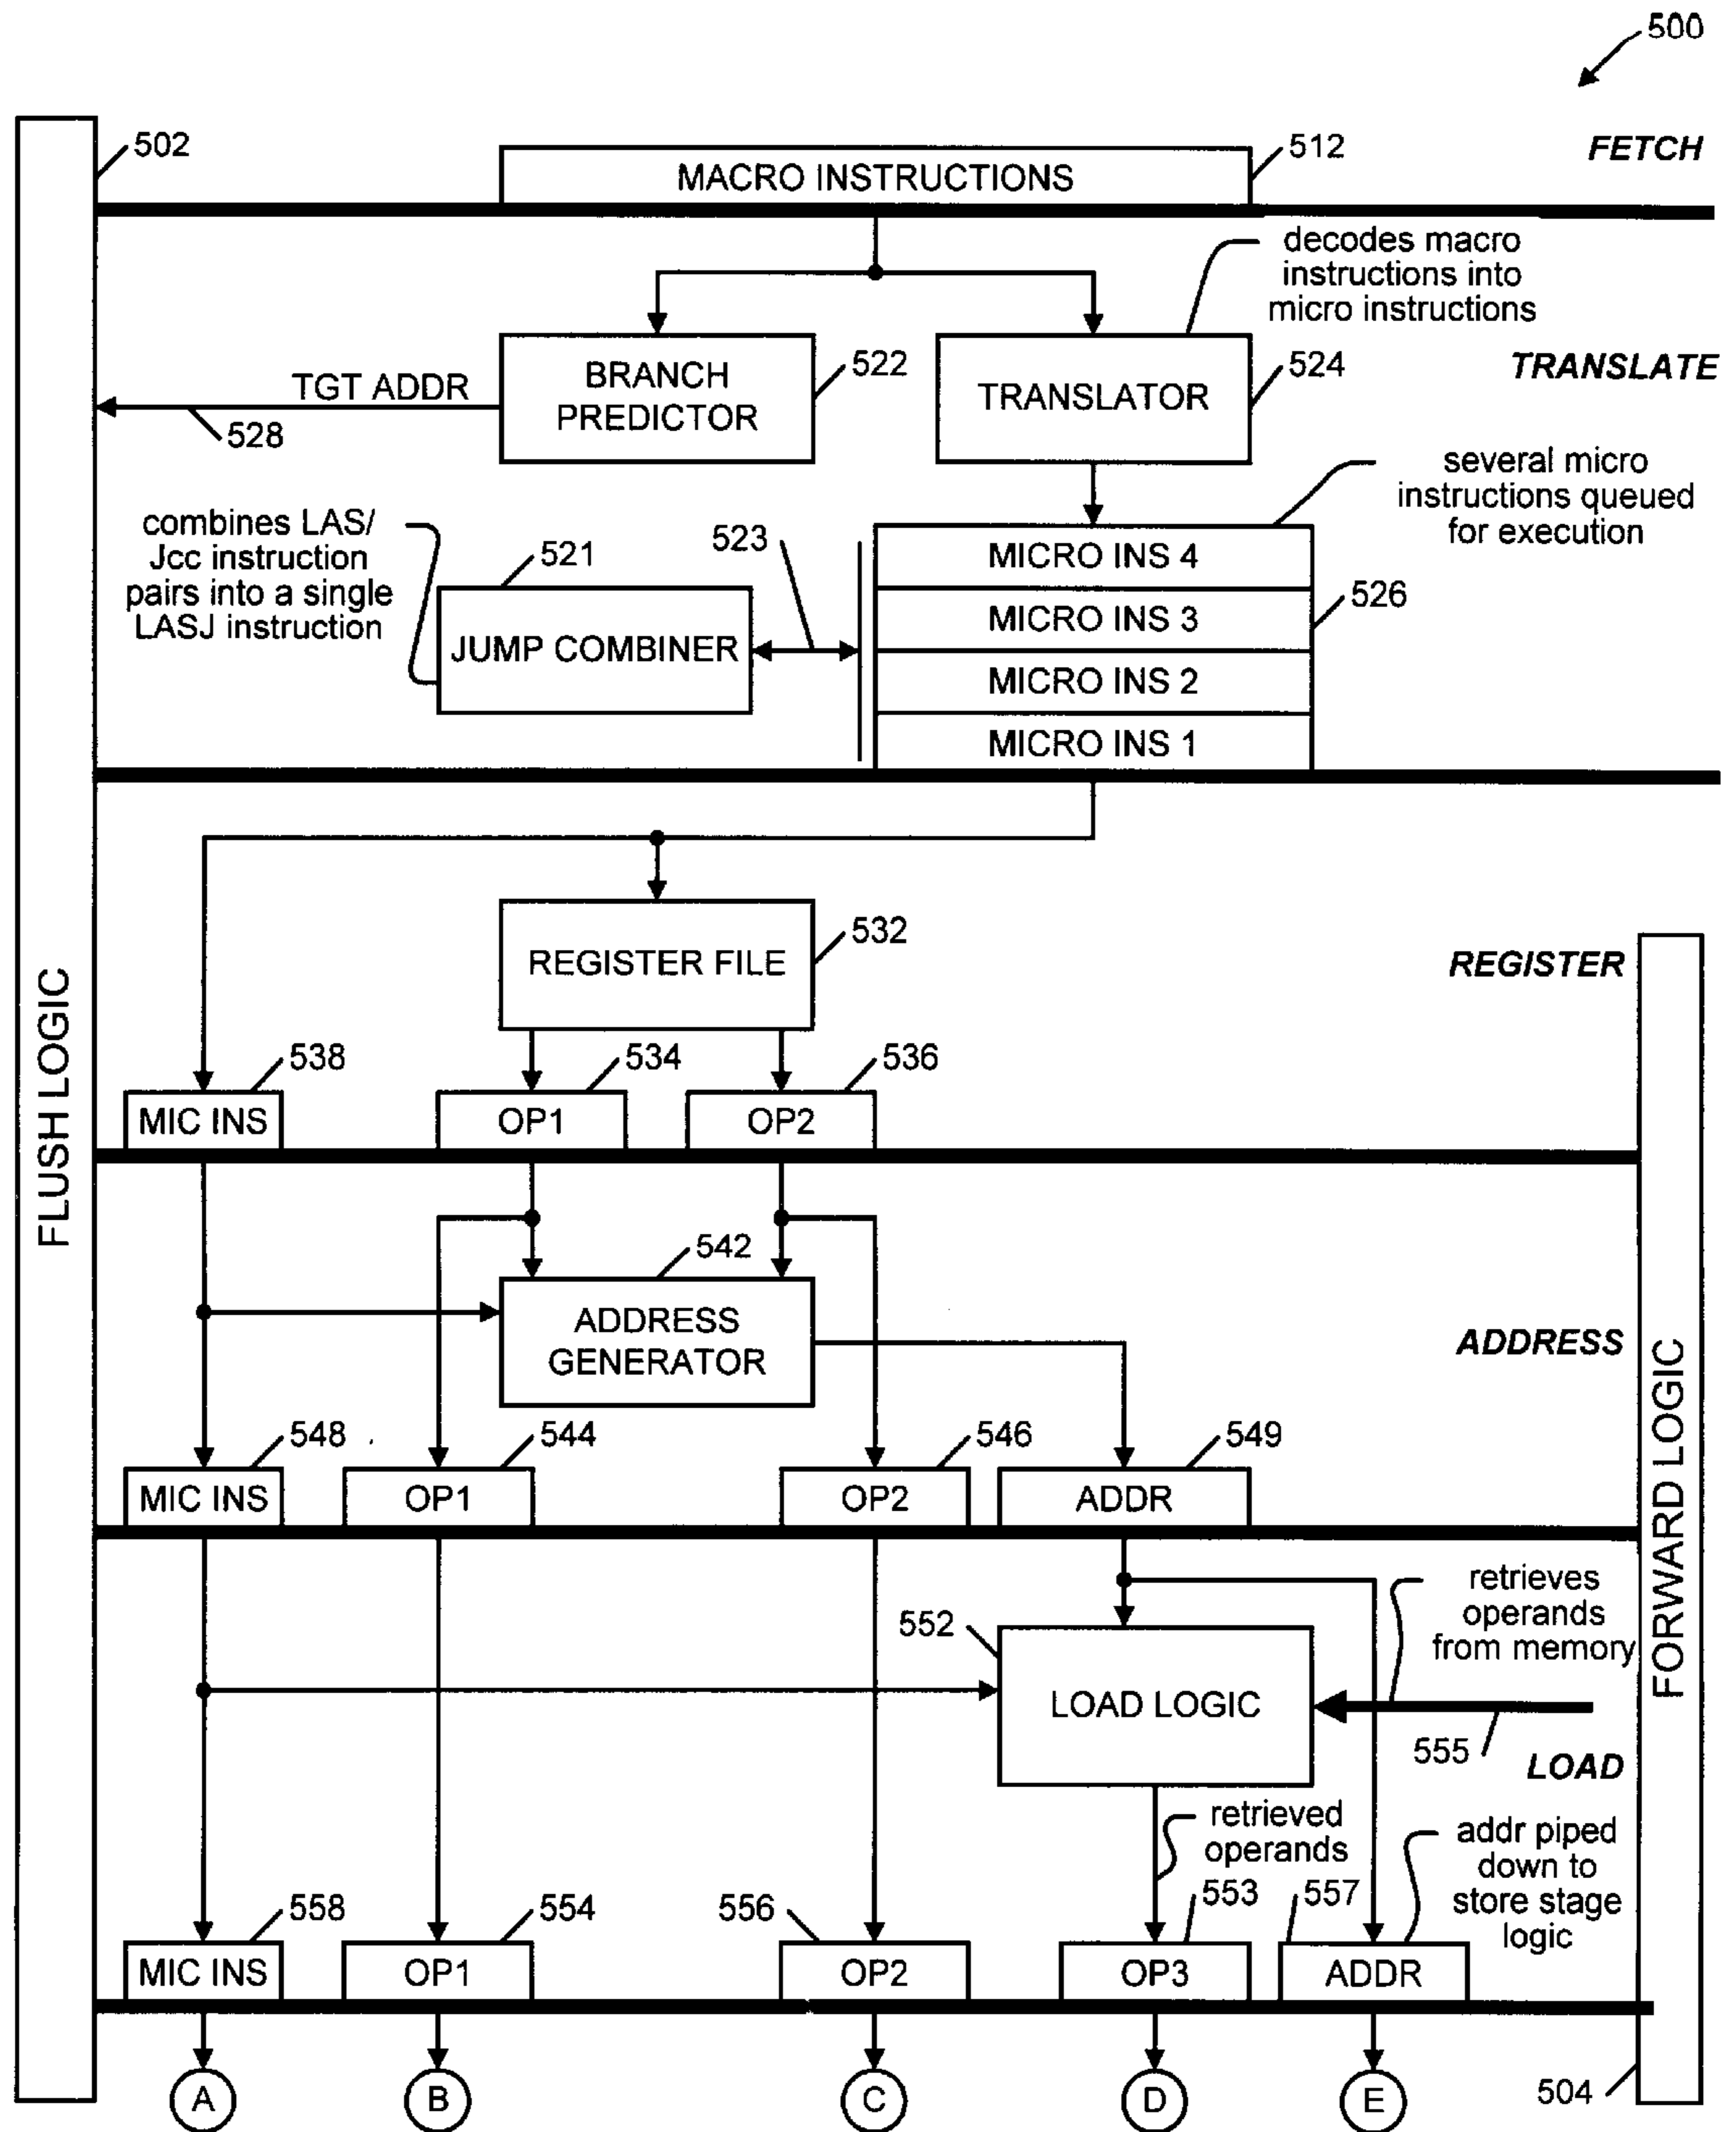 500
502
512
FETCH
MACRO INSTRUCTIONS
decodes macro
instructions into
micro instructions
TGT ADDR
528
BRANCH
PREDICTOR
522
TRANSLATOR
524
TRANSLATE
several micro
instructions queued
for execution
combines LAS/
Jcc instruction
pairs into a single
LASJ instruction
521
523
JUMP COMBINER
MICRO INS 4
MICRO INS 3
MICRO INS 2
MICRO INS 1
526
FLUSH LOGIC
REGISTER FILE
532
REGISTER
538
534
536
MIC INS
OP1
OP2
542
ADDRESS
GENERATOR
ADDRESS
FORWARD LOGIC
548
544
546
549
MIC INS
OP1
OP2
ADDR
552
LOAD LOGIC
retrieves
operands
from memory
555
LOAD
retrieved
operands
addr piped
down to
store stage
logic
558
554
556
553
557
MIC INS
OP1
OP2
OP3
ADDR
A
B
C
D
E
504